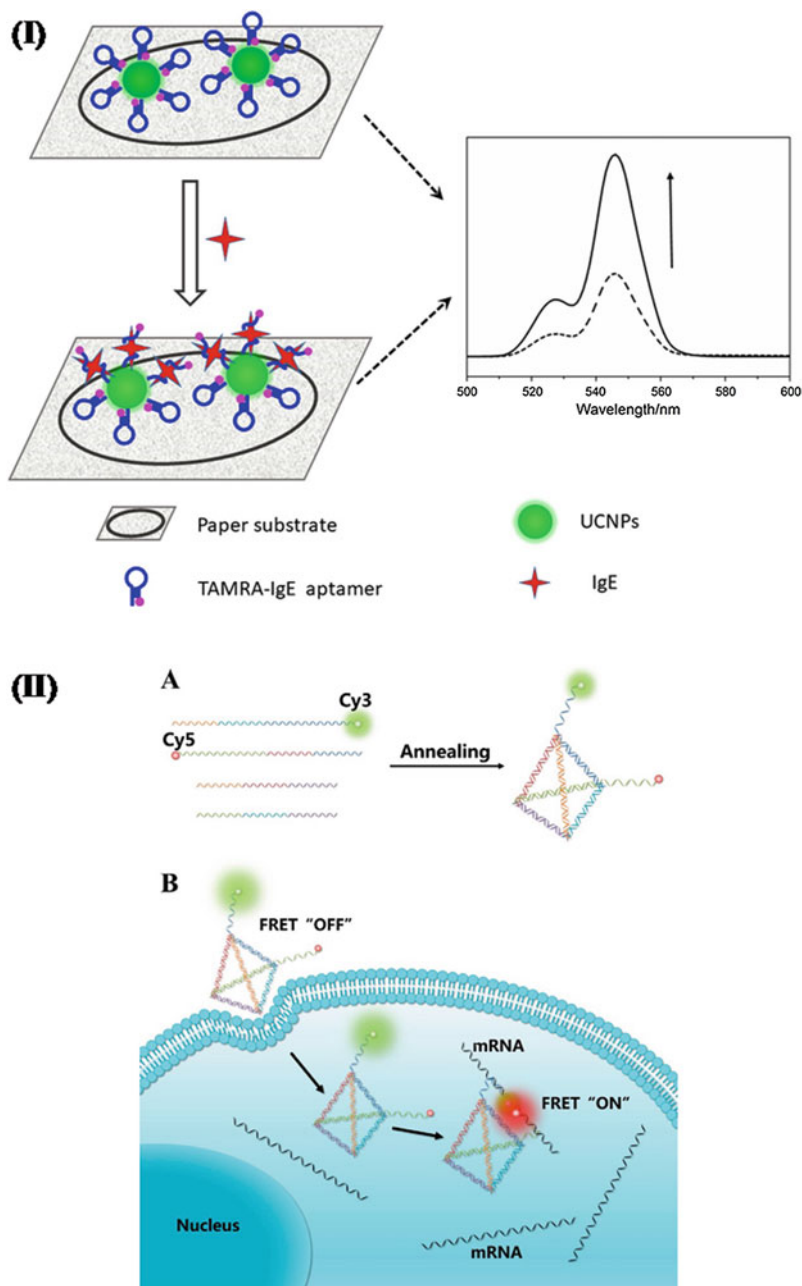 (I)
500 520 540 560 580 600
Wavelength/nm
Paper substrate
UCNPs
TAMRA-IgE aptamer
IgE
(II)
A
Cy3
Cy5
Annealing
B
FRET "OFF"
mRNA
FRET "ON"
Nucleus
mRNA